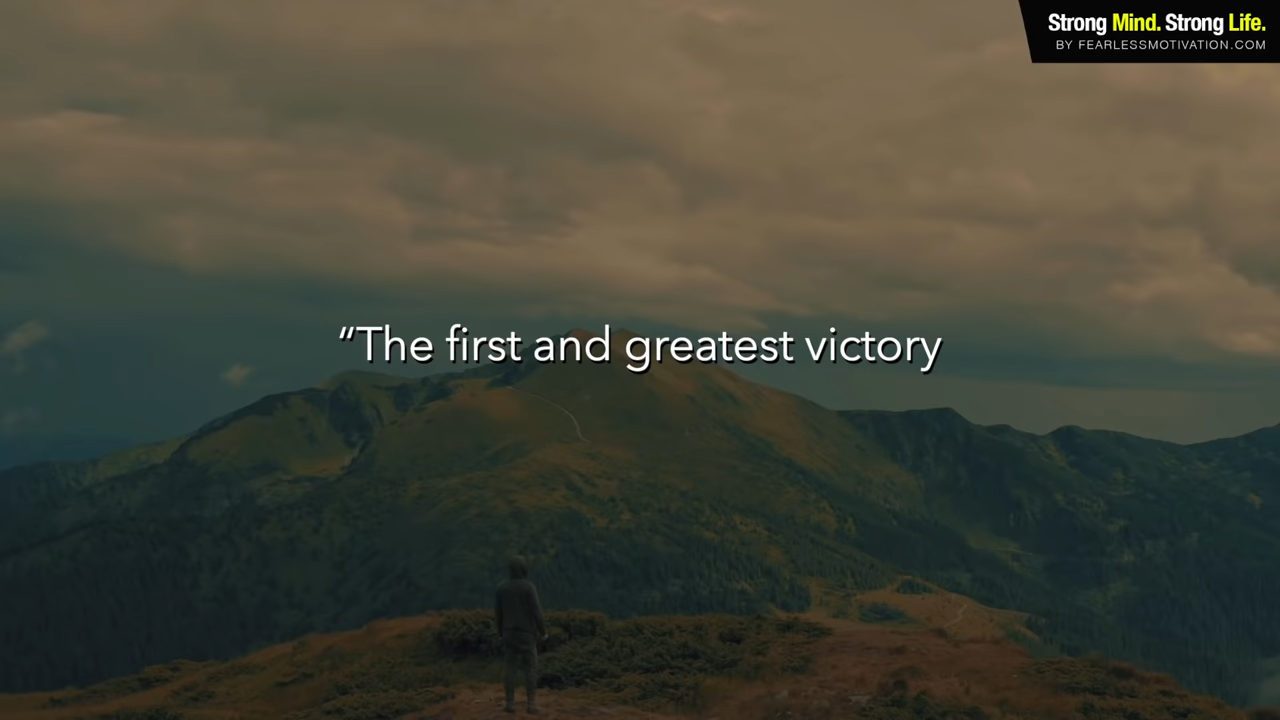 Strong Mind. Strong Life.
BY FEARLESSMOTIVATION.COM
“The first and greatest victory